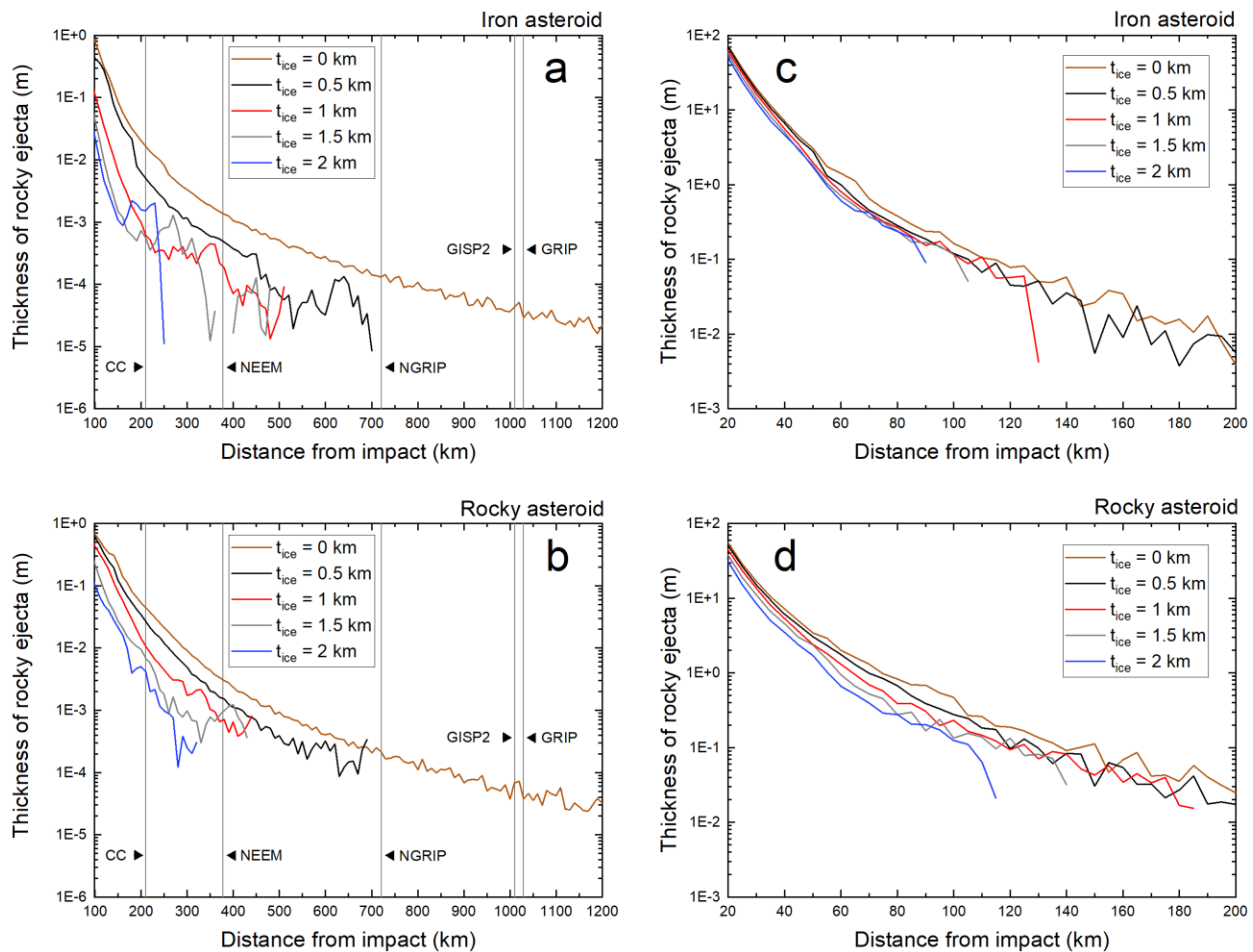 Iron asteroid
a
Thickness of rocky ejecta (m)
1E+0
1E-1
1E-2
1E-3
1E-4
1E-5
1E-6
t_ice = 0 km
t_ice = 0.5 km
t_ice = 1 km
t_ice = 1.5 km
t_ice = 2 km
GISP2 ► ◄ GRIP
CC ► ◄ NEEM ◄ NGRIP
100 200 300 400 500 600 700 800 900 1000 1100 1200
Distance from impact (km)
Iron asteroid
c
Thickness of rocky ejecta (m)
1E+2
1E+1
1E+0
1E-1
1E-2
1E-3
t_ice = 0 km
t_ice = 0.5 km
t_ice = 1 km
t_ice = 1.5 km
t_ice = 2 km
20 40 60 80 100 120 140 160 180 200
Distance from impact (km)
Rocky asteroid
b
Thickness of rocky ejecta (m)
1E+0
1E-1
1E-2
1E-3
1E-4
1E-5
1E-6
t_ice = 0 km
t_ice = 0.5 km
t_ice = 1 km
t_ice = 1.5 km
t_ice = 2 km
GISP2 ► ◄ GRIP
CC ► ◄ NEEM ◄ NGRIP
100 200 300 400 500 600 700 800 900 1000 1100 1200
Distance from impact (km)
Rocky asteroid
d
Thickness of rocky ejecta (m)
1E+2
1E+1
1E+0
1E-1
1E-2
1E-3
t_ice = 0 km
t_ice = 0.5 km
t_ice = 1 km
t_ice = 1.5 km
t_ice = 2 km
20 40 60 80 100 120 140 160 180 200
Distance from impact (km)